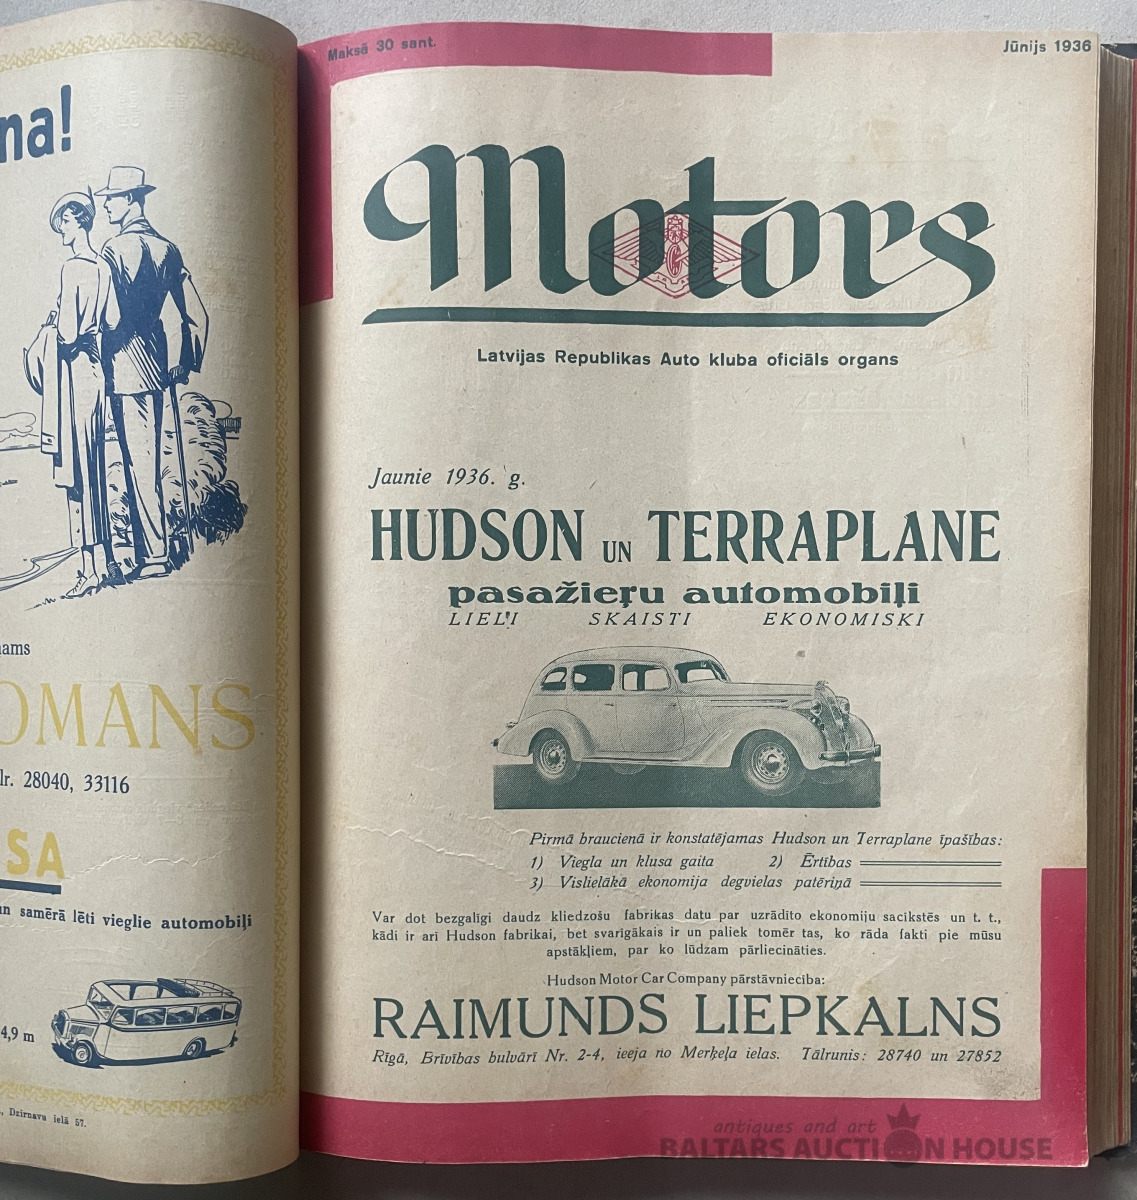 na!
OMANS
lr. 28040, 33116
SA
un samērā lēti vieglie automobiļi
4,9 m
Dzirnavu ielā 57.
Maksā 30 sant.
Jūnijs 1936
Motors
Latvijas Republikas Auto kluba oficiāls organs
Jaunie 1936. g.
HUDSON UN TERRAPLANE
pasažieŗu automobiļi
LIEĻI SKAISTI EKONOMISKI
Pirmā braucienā ir konstatējamas Hudson un Terraplane īpašības:
1) Viegla un klusa gaita 2) Ērtības
3) Vislielākā ekonomija degvielas patēriņā
Var dot bezgalīgi daudz kliedzošu fabrikas datu par uzrādīto ekonomiju sacikstēs un t. t.,
kādi ir arī Hudson fabrikai, bet svarīgākais ir un paliek tomēr tas, ko rāda fakti pie mūsu
apstākļiem, par ko lūdzam pārliecināties.
Hudson Motor Car Company pārstāvniecība:
RAIMUNDS LIEPKALNS
Rīgā, Brīvības bulvārī Nr. 2-4, ieeja no Merķeļa ielas. Tālrunis: 28740 un 27852
antiques and art
BALTARS AUCTION HOUSE